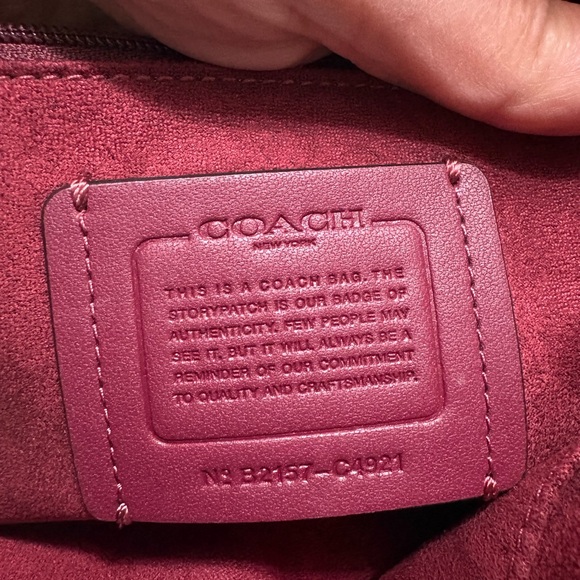 COACH
NEW YORK
THIS IS A COACH BAG. THE
STORYPATCH IS OUR BADGE OF
AUTHENTICITY. FEW PEOPLE MAY
SEE IT, BUT IT WILL ALWAYS BE A
REMINDER OF OUR COMMITMENT
TO QUALITY AND CRAFTSMANSHIP.
No B2157-C4921